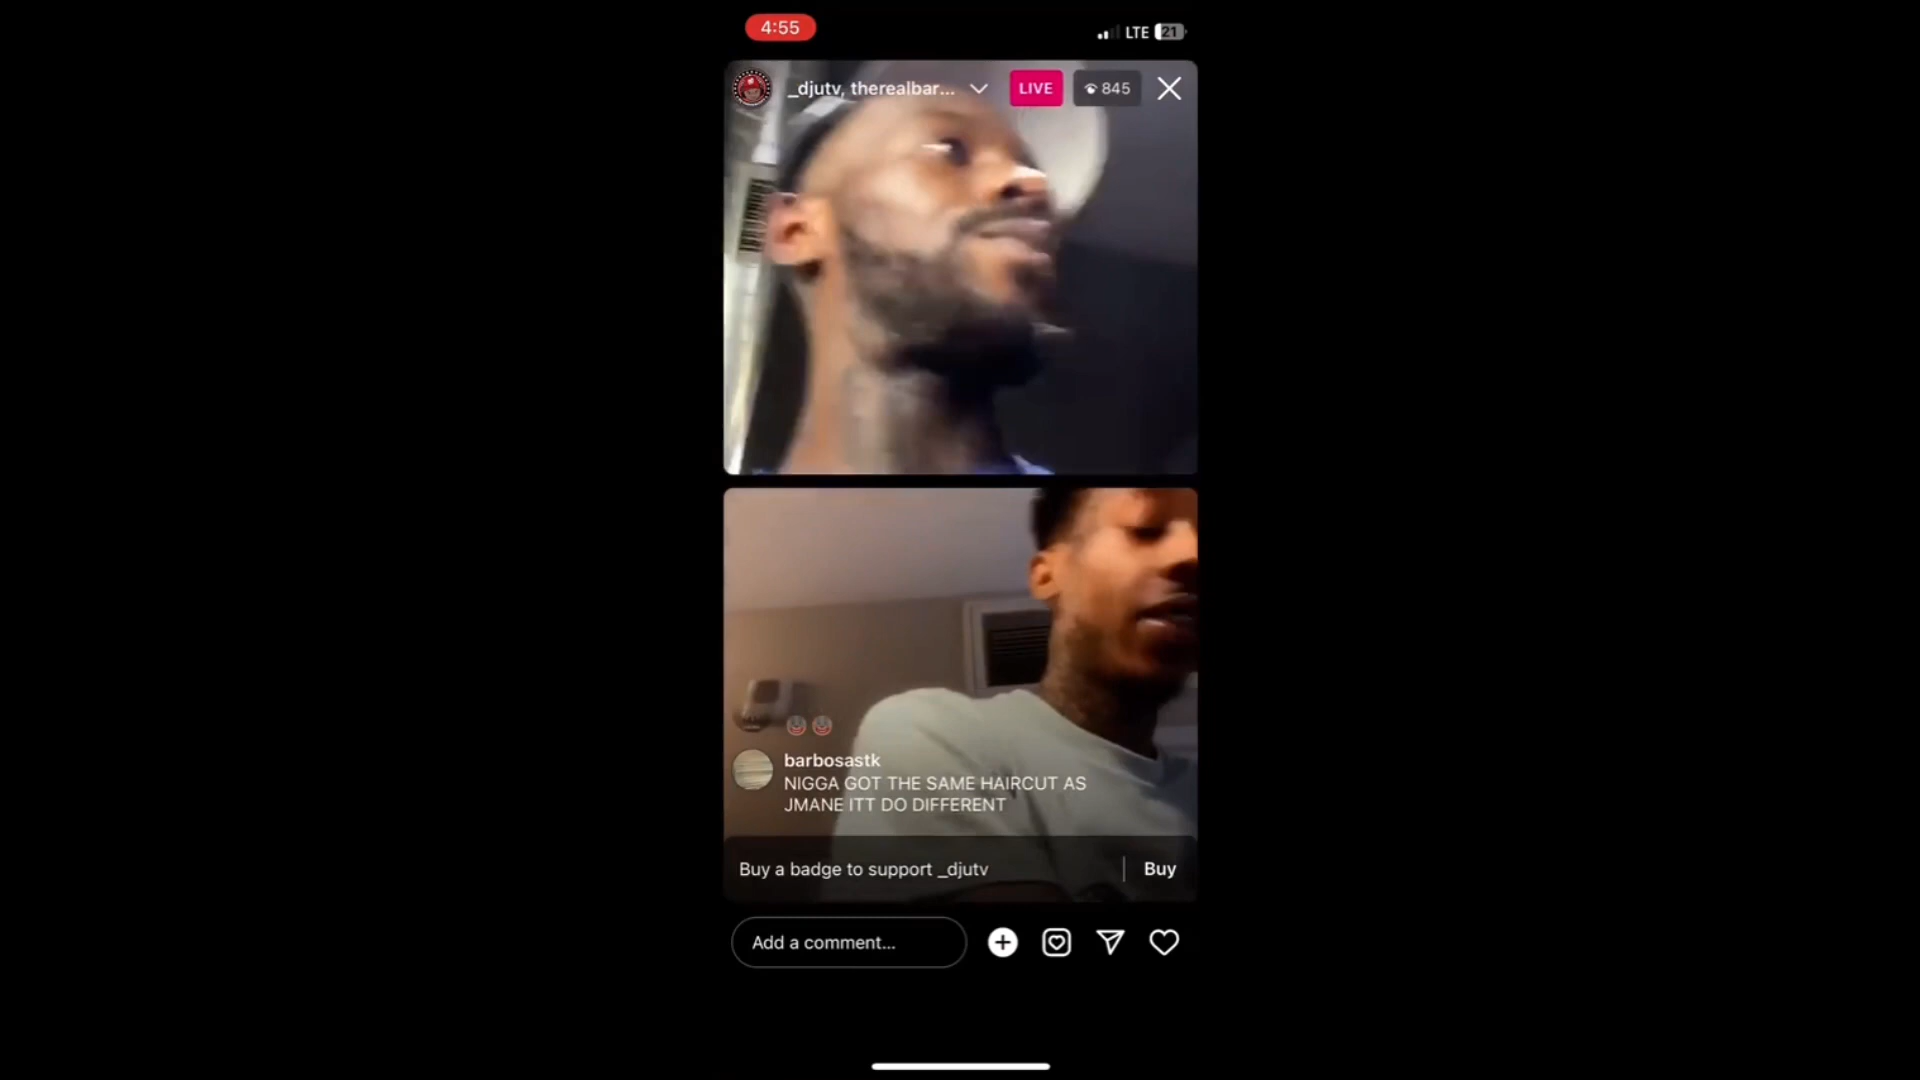 4:55
LTE 21
_djutv, therealbar...
LIVE
845
barbosastk
NIGGA GOT THE SAME HAIRCUT AS
JMANE ITT DO DIFFERENT
Buy a badge to support _djutv
Buy
Add a comment...